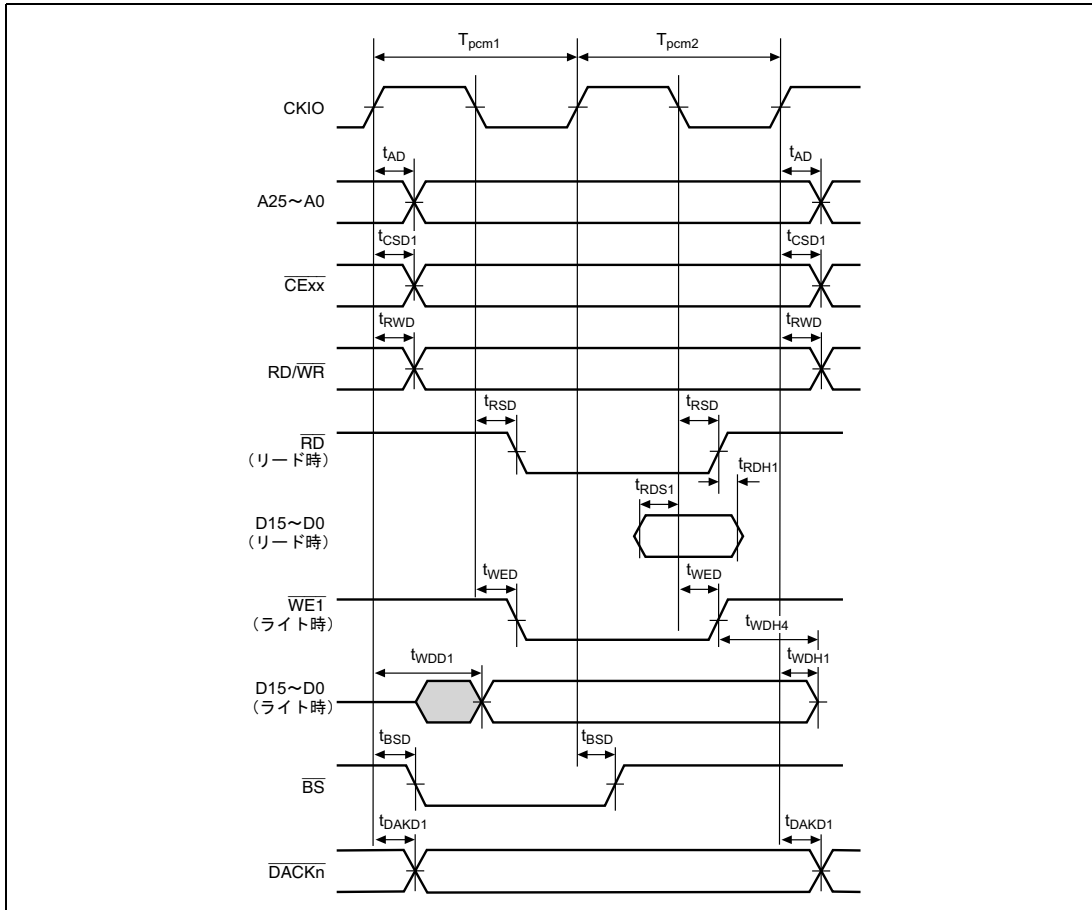 Tpcm1 Tpcm2
CKIO
tAD tAD
A25～A0
tCSD1 tCSD1
CExx
tRWD tRWD
RD/WR
tRSD tRSD
RD
（リード時）
tRDH1
tRDS1
D15～D0
（リード時）
tWED tWED
WE1
（ライト時）
tWDH4
tWDD1 tWDH1
D15～D0
（ライト時）
tBSD tBSD
BS
tDAKD1 tDAKD1
DACKn